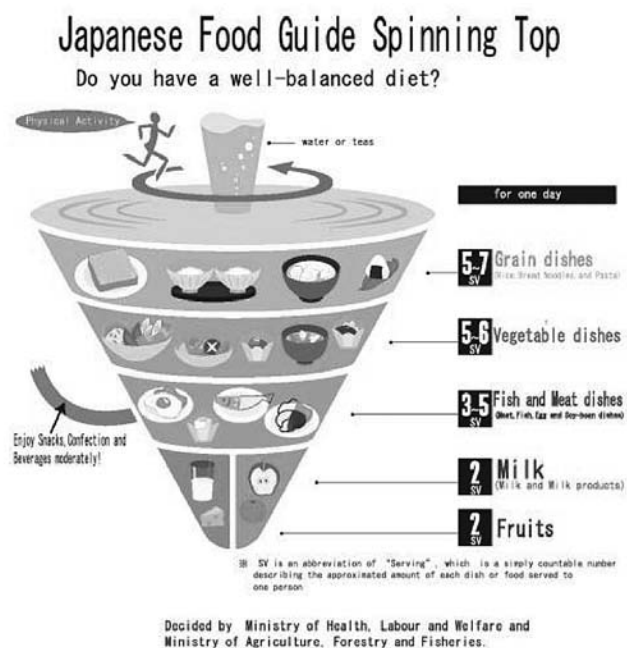 Japanese Food Guide Spinning Top
Do you have a well-balanced diet?
Physical Activity
water or teas
for one day
5~7
SV
Grain dishes
(Rice Bread Noodles and Pasta)
5~6
SV
Vegetable dishes
3~5
SV
Fish and Meat dishes
(Meat, Fish, Egg and Soy-bean dishes)
Enjoy Snacks, Confection and
Beverages moderately!
2
SV
Milk
(Milk and Milk products)
2
SV
Fruits
※ SV is an abbreviation of "Serving", which is a simply countable number
describing the approximated amount of each dish or food served to
one person
Decided by Ministry of Health, Labour and Welfare and
Ministry of Agriculture, Forestry and Fisheries.